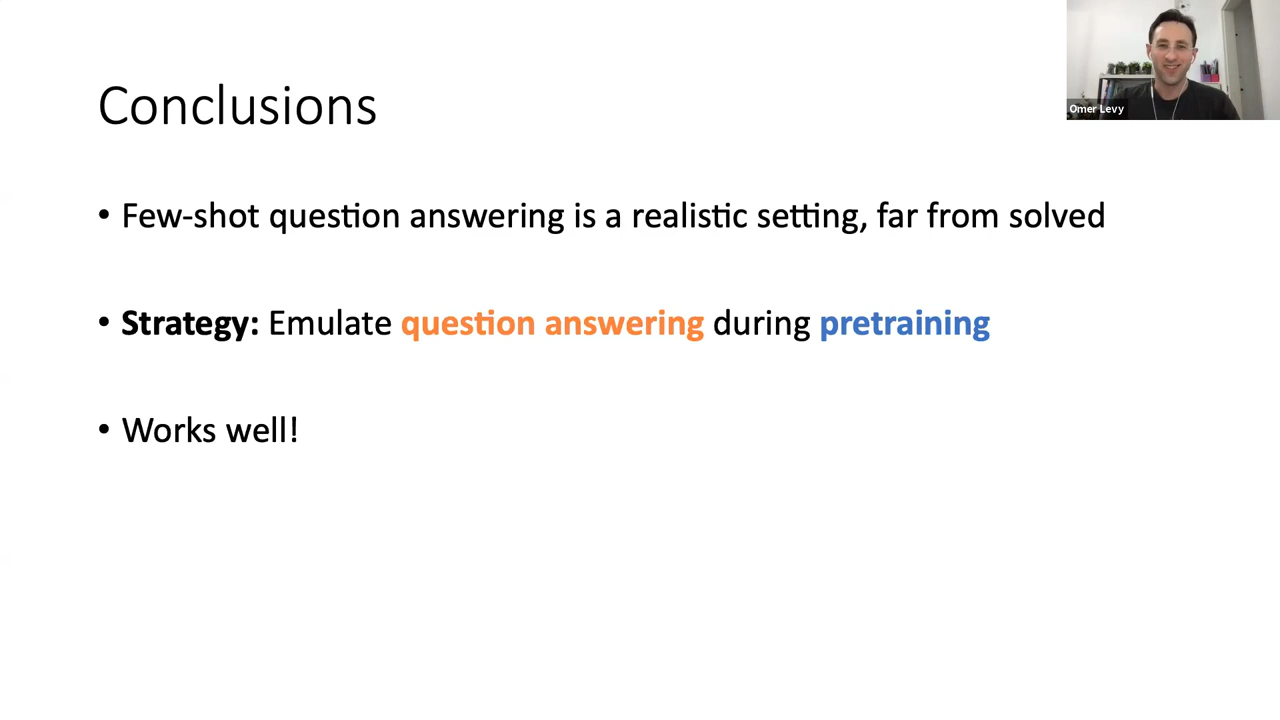 Conclusions
Omer Levy
• Few-shot question answering is a realistic setting, far from solved
• Strategy: Emulate question answering during pretraining
• Works well!